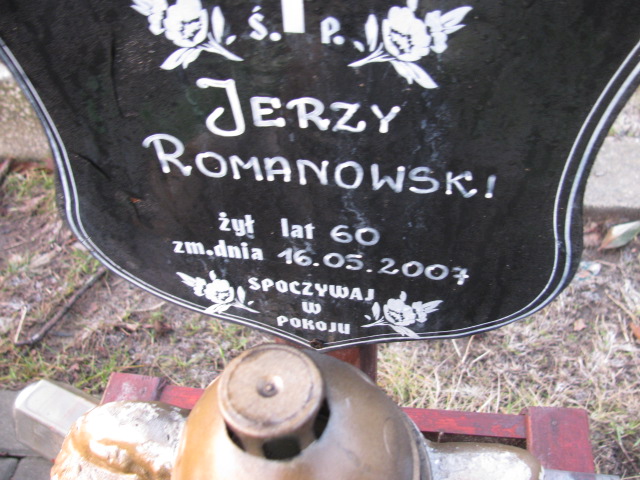 Ś. P.
JERZY
ROMANOWSKI
żył lat 60
zm.dnia 16.05.2007
SPOCZYWAJ
W
POKOJU